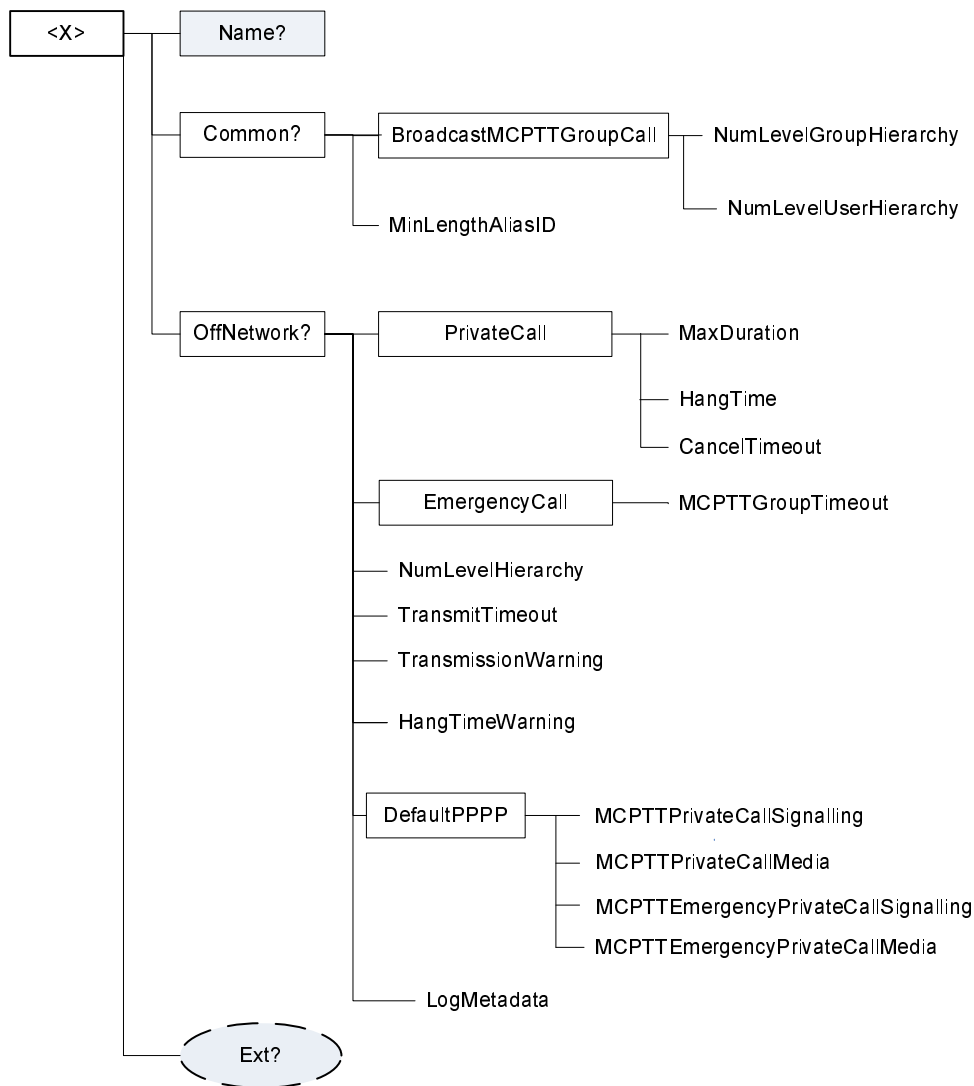 <X>
Name?
Common?
BroadcastMCPTTGroupCall
NumLevelGroupHierarchy
NumLevelUserHierarchy
MinLengthAliasID
OffNetwork?
PrivateCall
MaxDuration
HangTime
CancelTimeout
EmergencyCall
MCPTTGroupTimeout
NumLevelHierarchy
TransmitTimeout
TransmissionWarning
HangTimeWarning
DefaultPPPP
MCPTTPrivateCallSignalling
MCPTTPrivateCallMedia
MCPTTEmergencyPrivateCallSignalling
MCPTTEmergencyPrivateCallMedia
LogMetadata
Ext?